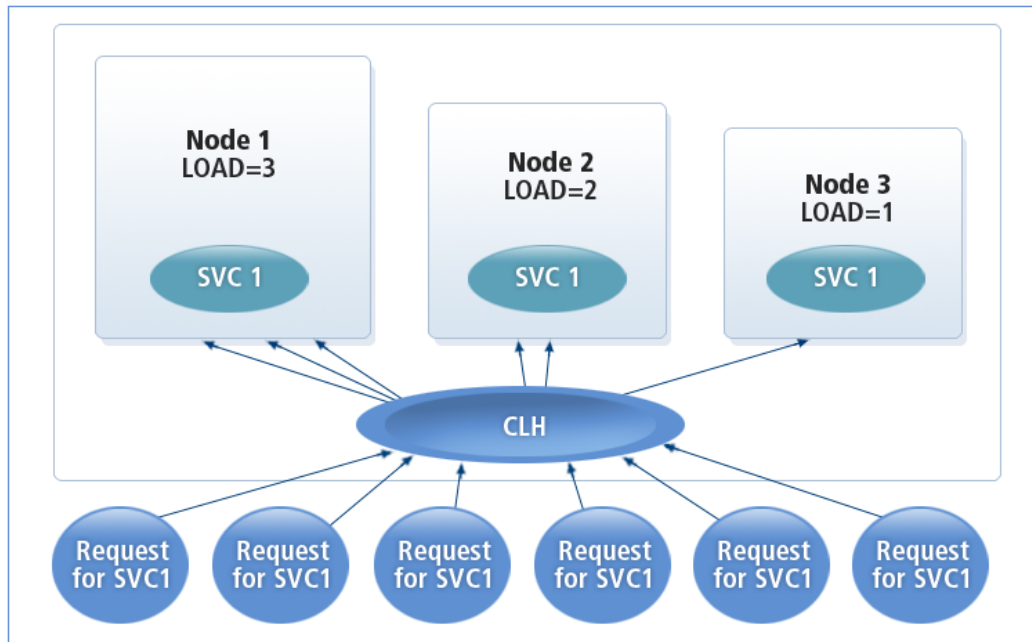 Node 1
LOAD=3
Node 2
LOAD=2
Node 3
LOAD=1
SVC 1
SVC 1
SVC 1
CLH
Request
for SVC1
Request
for SVC1
Request
for SVC1
Request
for SVC1
Request
for SVC1
Request
for SVC1